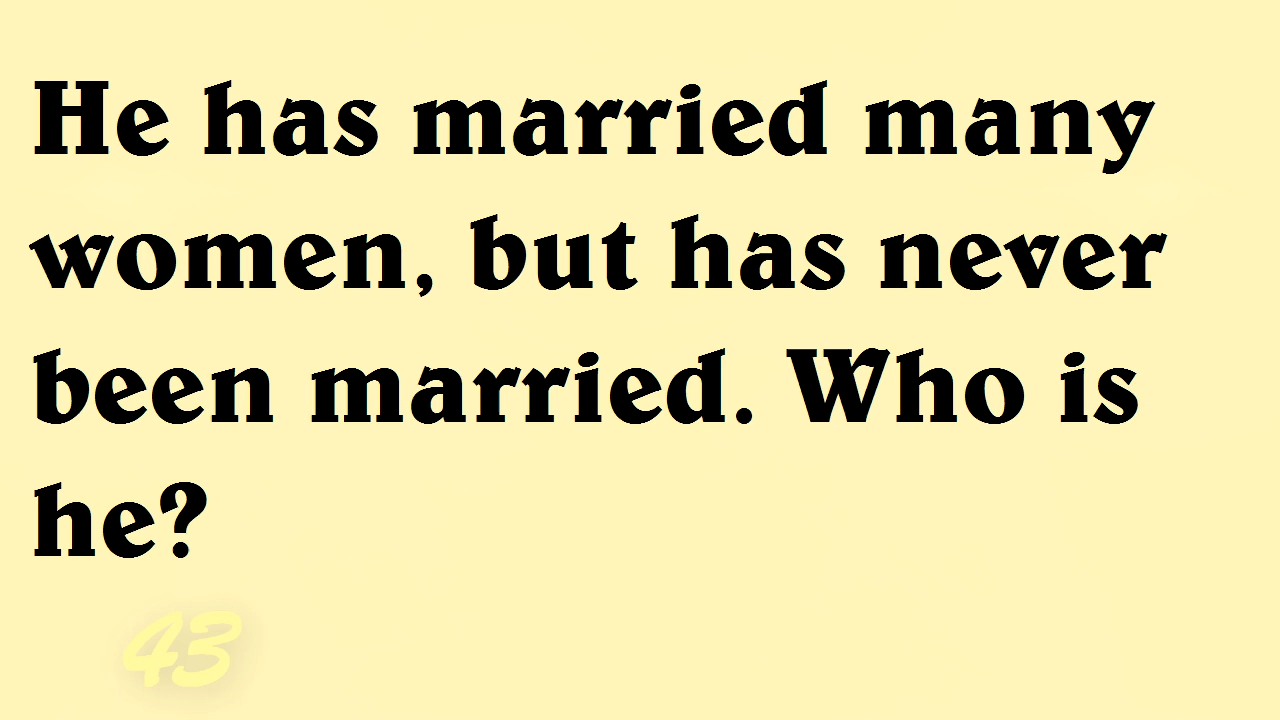 He has married many
women, but has never
been married. Who is
he?
43